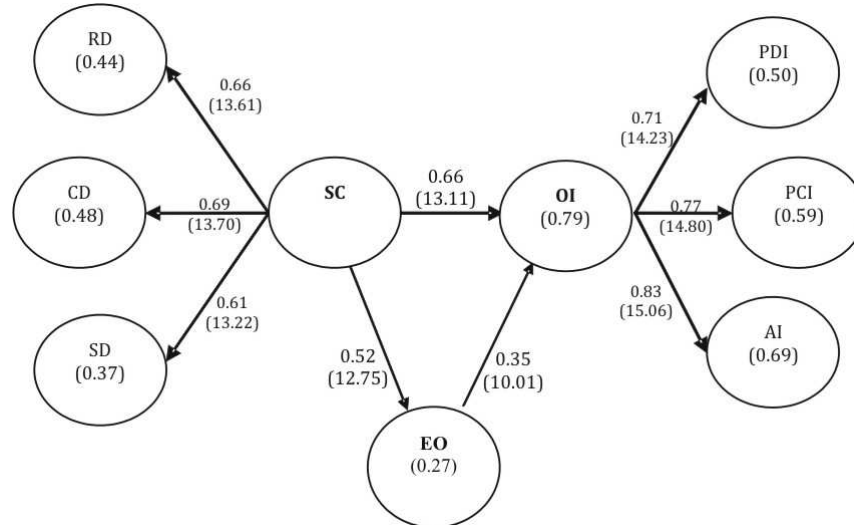 RD
(0.44)
0.66
(13.61)
CD
(0.48)
0.69
(13.70)
SD
(0.37)
0.61
(13.22)
SC
0.66
(13.11)
OI
(0.79)
0.52
(12.75)
0.35
(10.01)
EO
(0.27)
PDI
(0.50)
0.71
(14.23)
PCI
(0.59)
0.77
(14.80)
AI
(0.69)
0.83
(15.06)